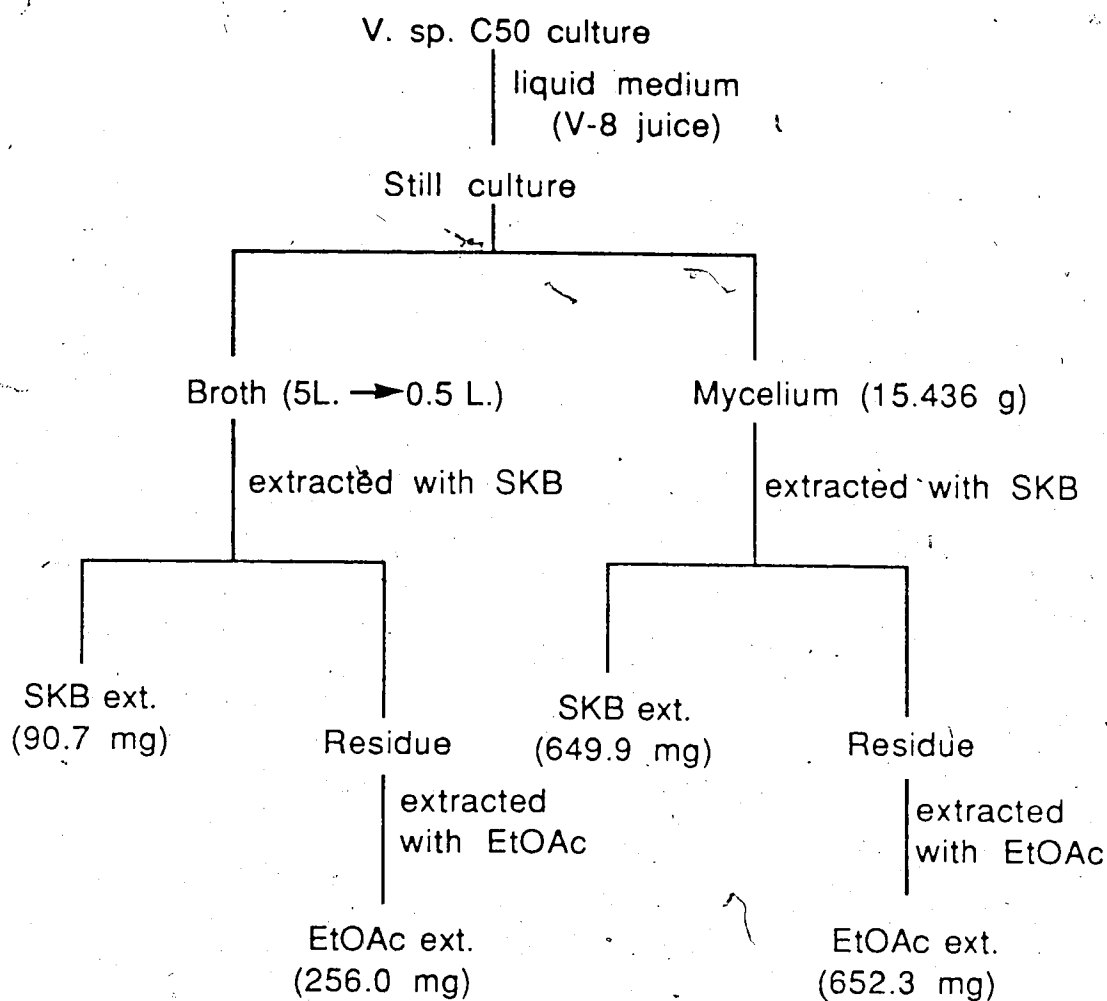 V. sp. C50 culture
liquid medium
(V-8 juice)
Still culture
Broth (5L. → 0.5 L.)
Mycelium (15.436 g)
extracted with SKB
extracted with SKB
SKB ext.
(90.7 mg)
Residue
SKB ext.
(649.9 mg)
Residue
extracted
with EtOAc
extracted
with EtOAc
EtOAc ext.
(256.0 mg)
EtOAc ext.
(652.3 mg)